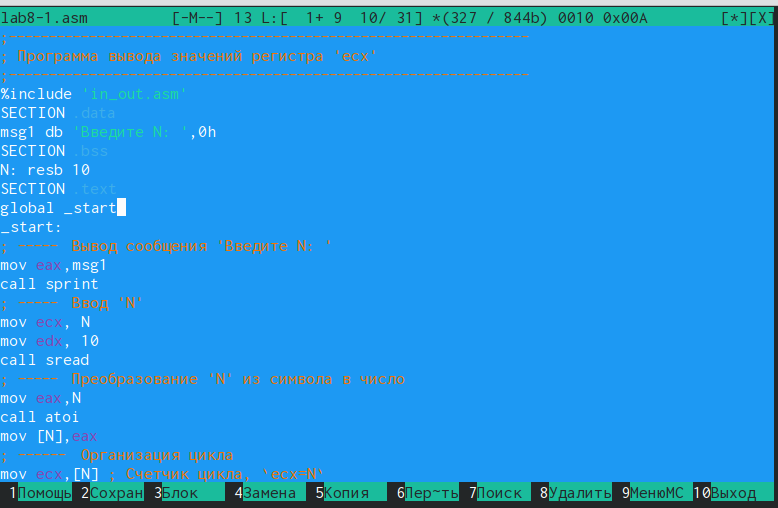 lab8-1.asm [-M--] 13 L:[ 1+ 9 10/ 31] *(327 / 844b) 0010 0x00A [*][X]
;------------------------------------------------------------------
; Программа вывода значений регистра 'ecx'
;------------------------------------------------------------------
%include 'in_out.asm'
SECTION .data
msg1 db 'Введите N: ',0h
SECTION .bss
N: resb 10
SECTION .text
global _start
_start:
; ----- Вывод сообщения 'Введите N: '
mov eax,msg1
call sprint
; ----- Ввод 'N'
mov ecx, N
mov edx, 10
call sread
; ----- Преобразование 'N' из символа в число
mov eax,N
call atoi
mov [N],eax
; ------ Организация цикла
mov ecx,[N] ; Счетчик цикла, `ecx=N`
1Помощь 2Сохран 3Блок 4Замена 5Копия 6Пер~ть 7Поиск 8Удалить 9МенюМС 10Выход